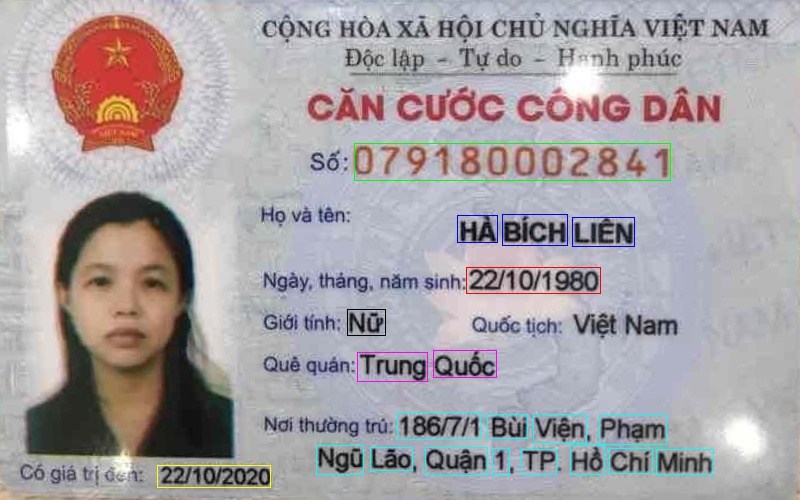 CỘNG HÒA XÃ HỘI CHỦ NGHĨA VIỆT NAM
Độc lập - Tự do - Hạnh phúc
CĂN CƯỚC CÔNG DÂN
Số: 079180002841
Họ và tên: HÀ BÍCH LIÊN
Ngày, tháng, năm sinh: 22/10/1980
Giới tính: Nữ Quốc tịch: Việt Nam
Quê quán: Trung Quốc
Nơi thường trú: 186/7/1 Bùi Viện, Phạm
Ngũ Lão, Quận 1, TP. Hồ Chí Minh
Có giá trị đến: 22/10/2020